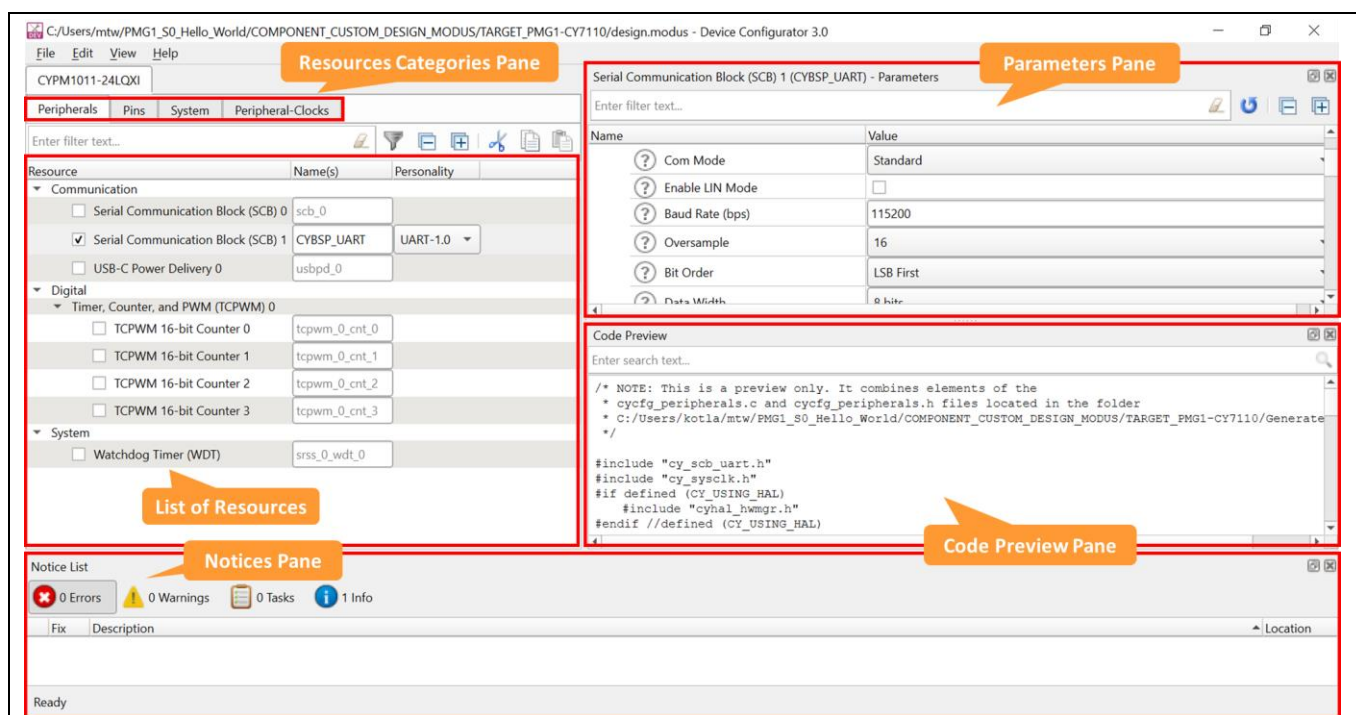 C:/Users/mtw/PMG1_S0_Hello_World/COMPONENT_CUSTOM_DESIGN_MODUS/TARGET_PMG1-CY7110/design.modus - Device Configurator 3.0
File Edit View Help
Resources Categories Pane
CYPM1011-24LQXI
Peripherals Pins System Peripheral-Clocks
Enter filter text...
Resource Name(s) Personality
Communication
Serial Communication Block (SCB) 0 scb_0
Serial Communication Block (SCB) 1 CYBSP_UART UART-1.0
USB-C Power Delivery 0 usbpd_0
Digital
Timer, Counter, and PWM (TCPWM) 0
TCPWM 16-bit Counter 0 tcpwm_0_cnt_0
TCPWM 16-bit Counter 1 tcpwm_0_cnt_1
TCPWM 16-bit Counter 2 tcpwm_0_cnt_2
TCPWM 16-bit Counter 3 tcpwm_0_cnt_3
System
Watchdog Timer (WDT) srss_0_wdt_0
List of Resources
Serial Communication Block (SCB) 1 (CYBSP_UART) - Parameters
Parameters Pane
Enter filter text...
Name Value
Com Mode Standard
Enable LIN Mode
Baud Rate (bps) 115200
Oversample 16
Bit Order LSB First
Data Width 8 bits
Code Preview
Enter search text...
/* NOTE: This is a preview only. It combines elements of the
* cycfg_peripherals.c and cycfg_peripherals.h files located in the folder
* C:/Users/kotla/mtw/PMG1_S0_Hello_World/COMPONENT_CUSTOM_DESIGN_MODUS/TARGET_PMG1-CY7110/Generate
*/
#include "cy_scb_uart.h"
#include "cy_sysclk.h"
#if defined (CY_USING_HAL)
#include "cyhal_hwmgr.h"
#endif //defined (CY_USING_HAL)
Code Preview Pane
Notice List
Notices Pane
0 Errors 0 Warnings 0 Tasks 1 Info
Fix Description Location
Ready